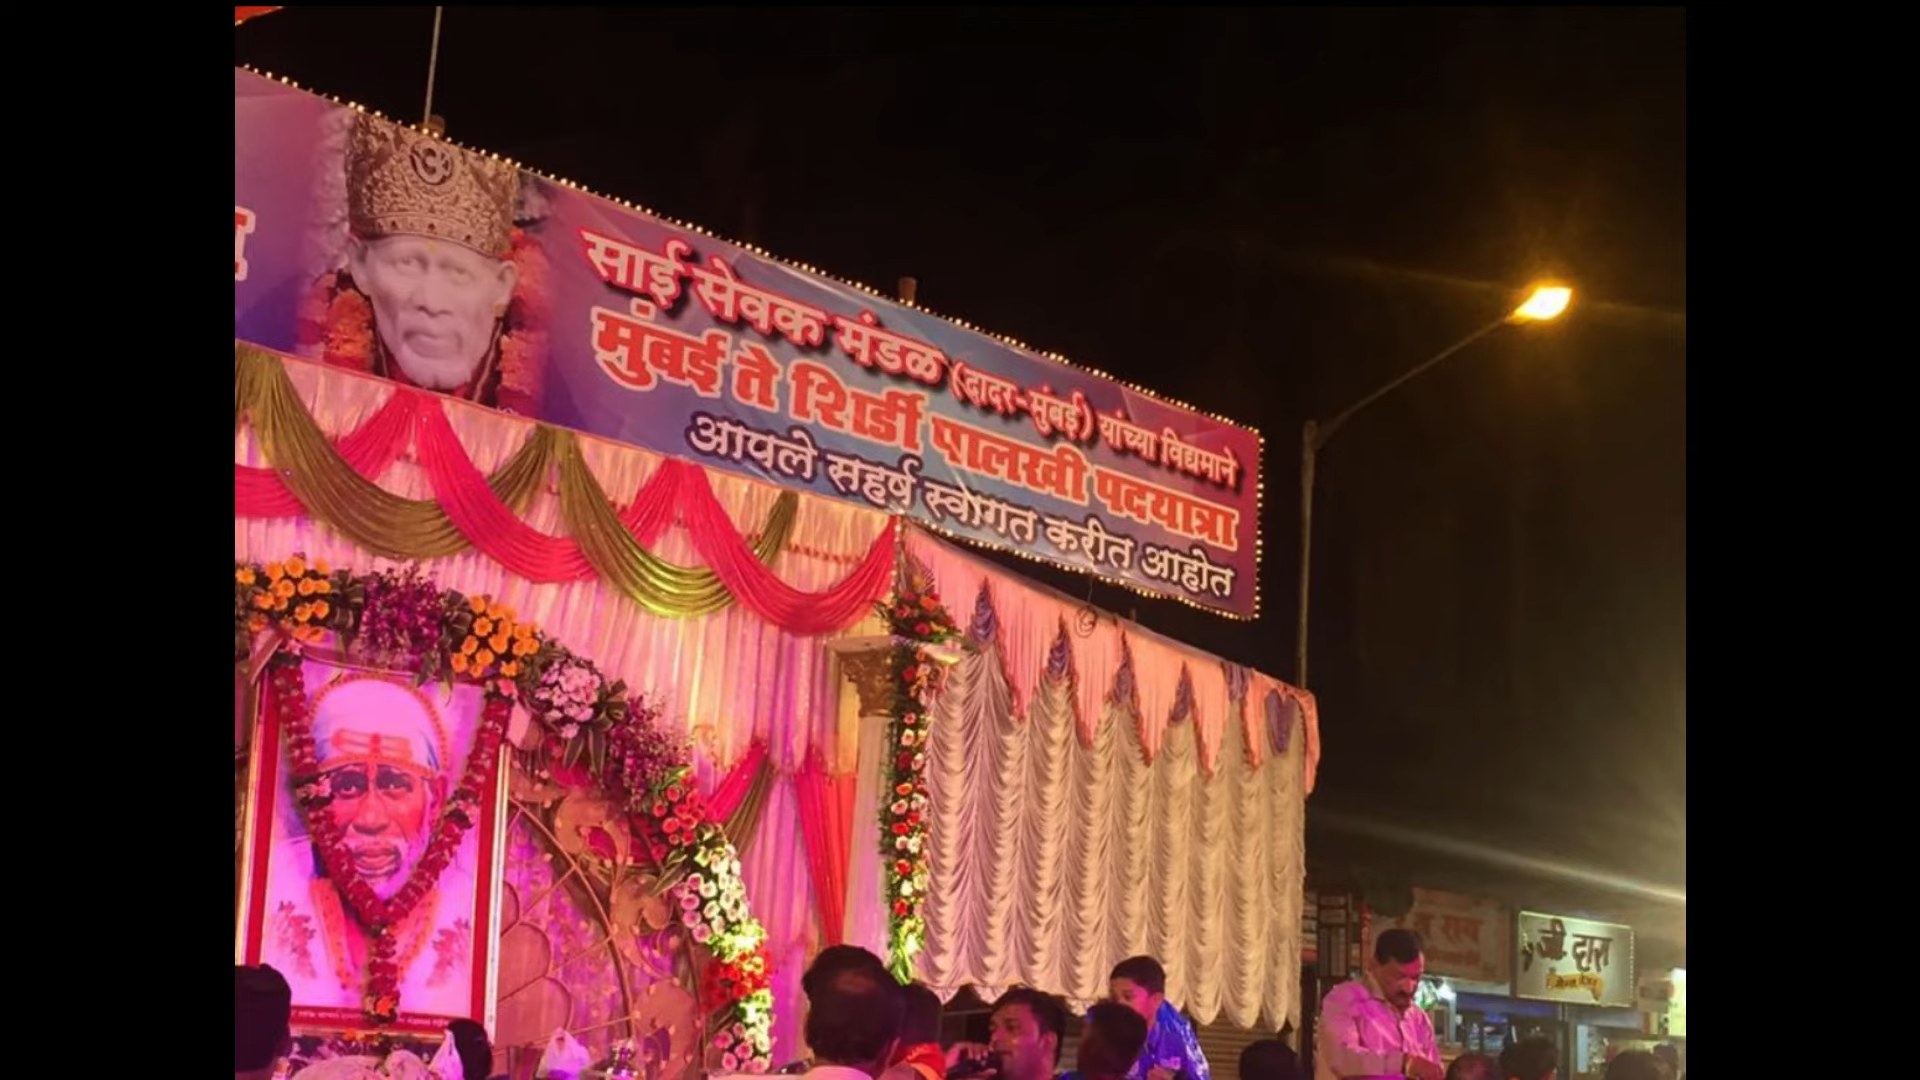 साई सेवक मंडळ (दादर-मुंबई) यांच्या विद्यमाने
मुंबई ते शिर्डी पालखी पदयात्रा
आपले सहर्ष स्वागत करीत आहोत
जी द्वारा